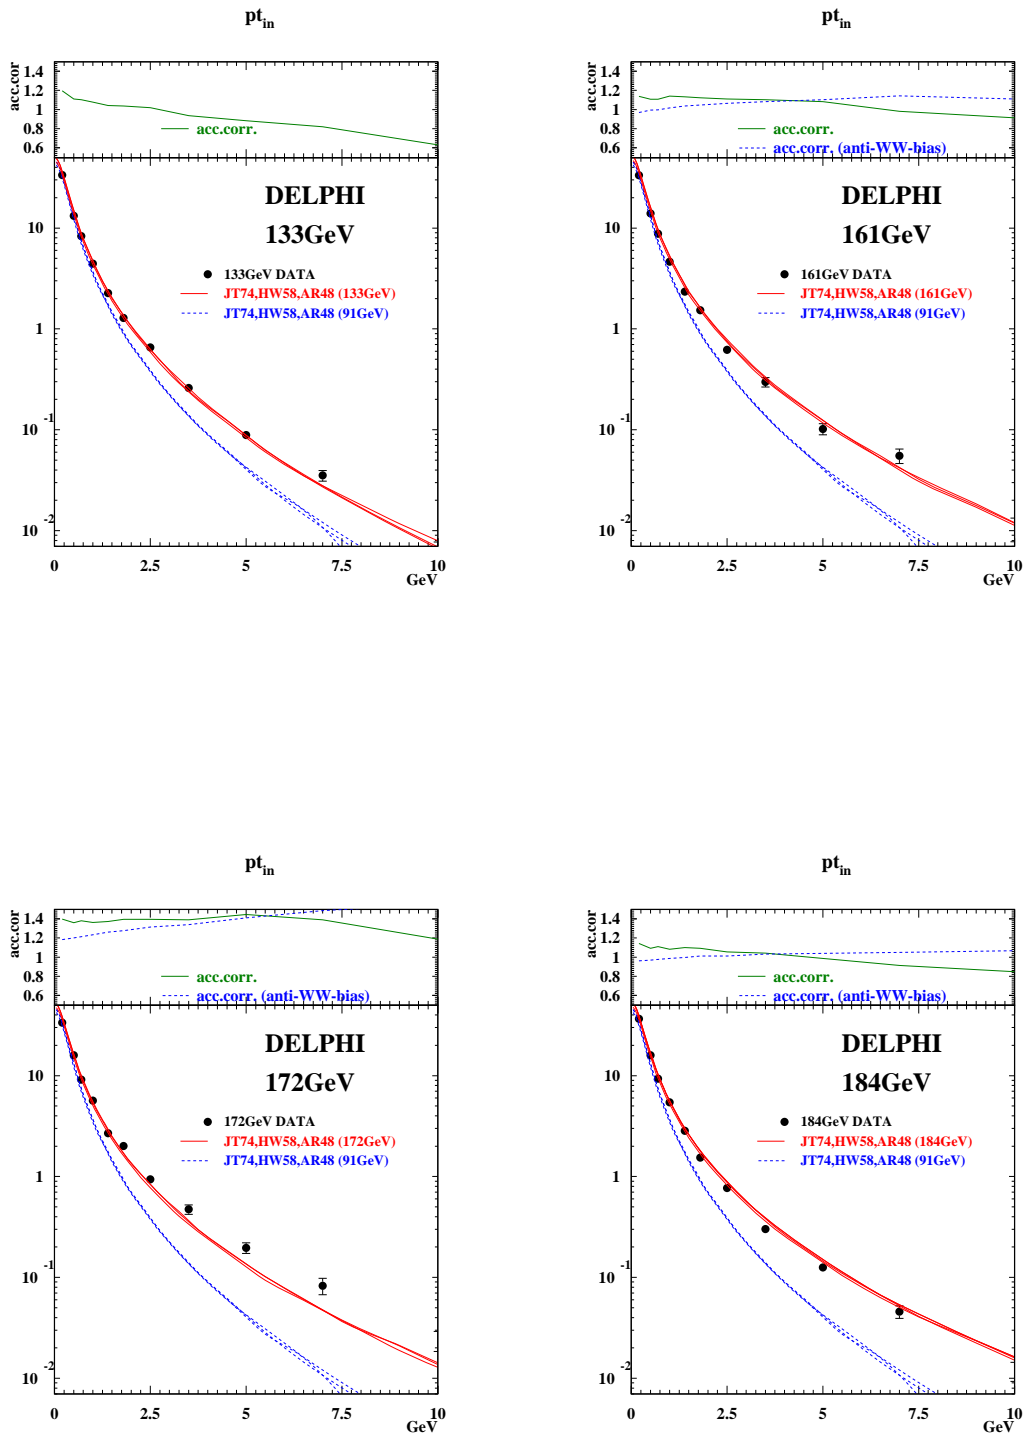 pt_in
acc.cor
1.4
1.2
1
0.8
0.6
acc.corr.
DELPHI
133GeV
133GeV DATA
JT74,HW58,AR48 (133GeV)
JT74,HW58,AR48 (91GeV)
10
1
10^-1
10^-2
0 2.5 5 7.5 10
GeV
pt_in
acc.cor
1.4
1.2
1
0.8
0.6
acc.corr.
acc.corr. (anti-WW-bias)
DELPHI
161GeV
161GeV DATA
JT74,HW58,AR48 (161GeV)
JT74,HW58,AR48 (91GeV)
10
1
10^-1
10^-2
0 2.5 5 7.5 10
GeV
pt_in
acc.cor
1.4
1.2
1
0.8
0.6
acc.corr.
acc.corr. (anti-WW-bias)
DELPHI
172GeV
172GeV DATA
JT74,HW58,AR48 (172GeV)
JT74,HW58,AR48 (91GeV)
10
1
10^-1
10^-2
0 2.5 5 7.5 10
GeV
pt_in
acc.cor
1.4
1.2
1
0.8
0.6
acc.corr.
acc.corr. (anti-WW-bias)
DELPHI
184GeV
184GeV DATA
JT74,HW58,AR48 (184GeV)
JT74,HW58,AR48 (91GeV)
10
1
10^-1
10^-2
0 2.5 5 7.5 10
GeV